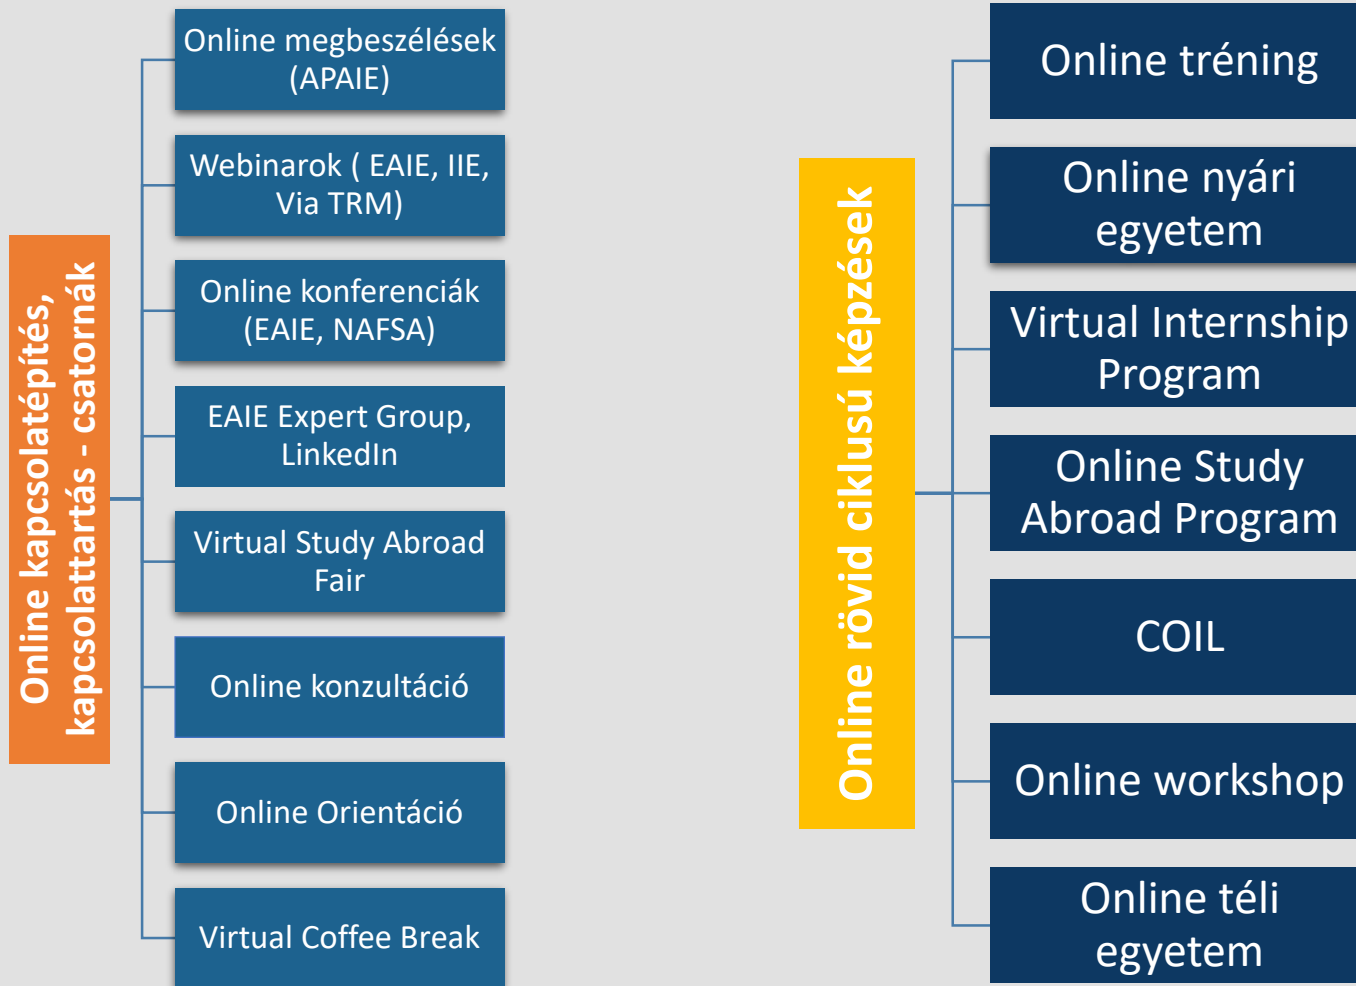 Online kapcsolatépítés,
kapcsolattartás - csatornák
Online megbeszélések
(APAIE)
Webinarok ( EAIE, IIE,
Via TRM)
Online konferenciák
(EAIE, NAFSA)
EAIE Expert Group,
LinkedIn
Virtual Study Abroad
Fair
Online konzultáció
Online Orientáció
Virtual Coffee Break
Online rövid ciklusú képzések
Online tréning
Online nyári
egyetem
Virtual Internship
Program
Online Study
Abroad Program
COIL
Online workshop
Online téli
egyetem